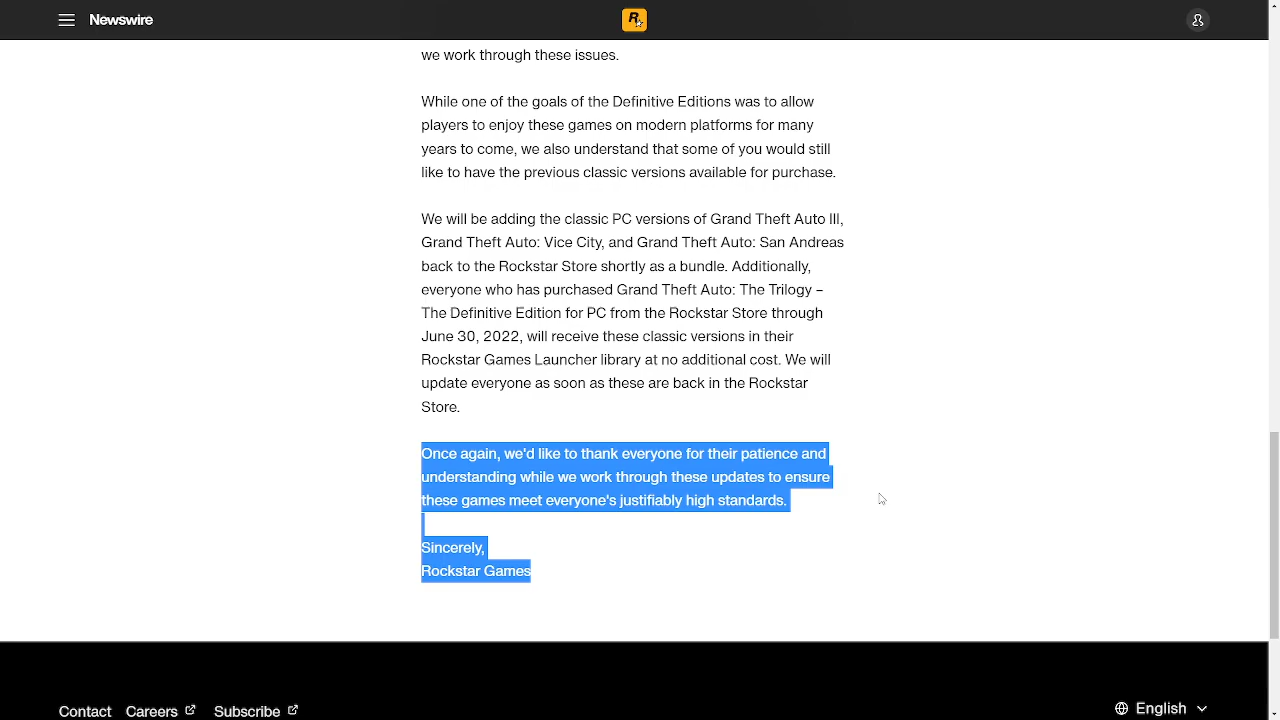 Newswire
R
we work through these issues.
While one of the goals of the Definitive Editions was to allow
players to enjoy these games on modern platforms for many
years to come, we also understand that some of you would still
like to have the previous classic versions available for purchase.
We will be adding the classic PC versions of Grand Theft Auto III,
Grand Theft Auto: Vice City, and Grand Theft Auto: San Andreas
back to the Rockstar Store shortly as a bundle. Additionally,
everyone who has purchased Grand Theft Auto: The Trilogy –
The Definitive Edition for PC from the Rockstar Store through
June 30, 2022, will receive these classic versions in their
Rockstar Games Launcher library at no additional cost. We will
update everyone as soon as these are back in the Rockstar
Store.
Once again, we'd like to thank everyone for their patience and
understanding while we work through these updates to ensure
these games meet everyone's justifiably high standards.
Sincerely,
Rockstar Games
Contact Careers Subscribe
English